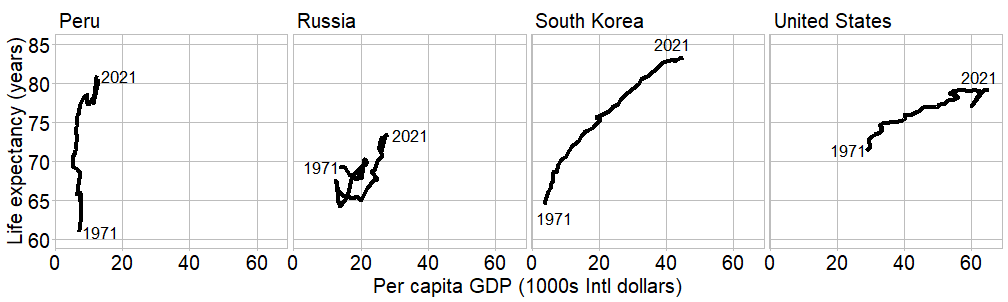 Peru
Russia
South Korea
United States
Life expectancy (years)
85
80
75
70
65
60
2021
1971
2021
1971
2021
1971
2021
1971
0 20 40 60
0 20 40 60
0 20 40 60
0 20 40 60
Per capita GDP (1000s Intl dollars)